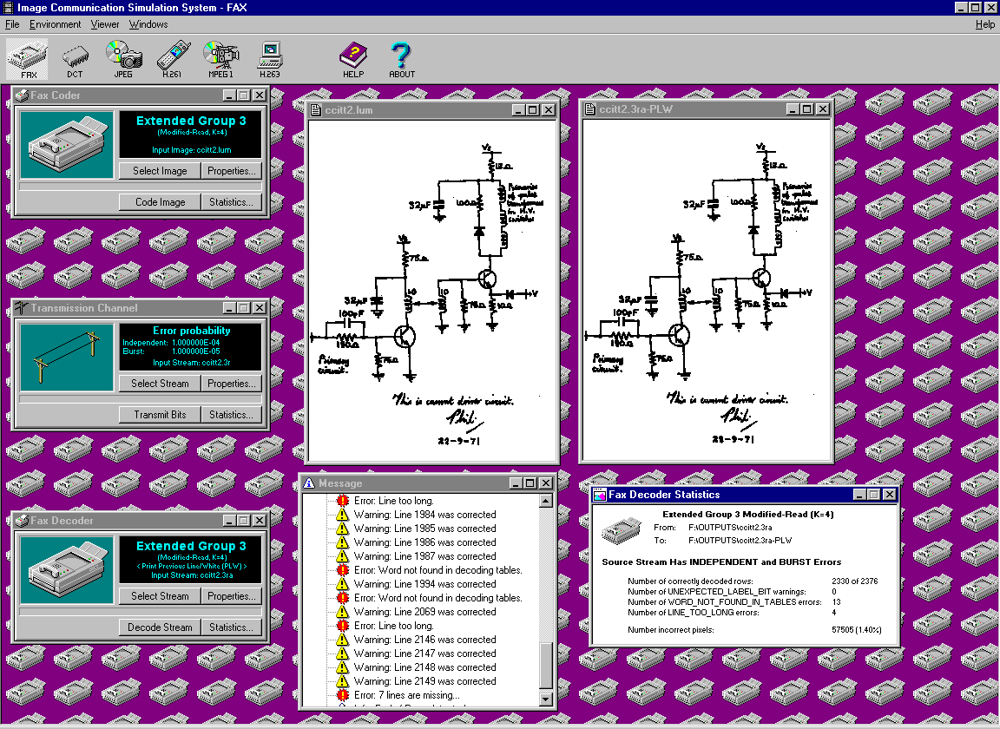 Image Communication Simulation System - FAX
File Environment Viewer Windows Help
FAX DCT JPEG H.261 MPEG 1 H.263 HELP ABOUT
Fax Coder
Extended Group 3
(Modified-Read, K=4)
Input Image: ccitt2.lum
Select Image Properties...
Code Image Statistics...
Transmission Channel
Error probability
Independent: 1.000000E-04
Burst: 1.000000E-05
Input Stream: ccitt2.3r
Select Stream Properties...
Transmit Bits Statistics...
Fax Decoder
Extended Group 3
(Modified-Read, K=4)
< Print Previous Line/White (PLW) >
Input Stream: ccitt2.3ra
Select Stream Properties...
Decode Stream Statistics...
ccitt2.lum
Vs
15Ω
Primaries
of pulse
transformer
in H.V.
32µF
100Ω
Vs
75Ω
10
10
+V
32µF
75Ω
10Ω
100pF
180Ω
75Ω
Primary
circuit.
This is current driver circuit.
Phil.
22-9-71
ccitt2.3ra-PLW
Vs
15Ω
Primaries
of pulse
transformer
in H.V.
32µF
100Ω
Vs
75Ω
10
10
+V
32µF
75Ω
10Ω
100pF
180Ω
75Ω
Primary
circuit.
This is current driver circuit.
Phil.
22-9-71
Message
Error: Line too long.
Warning: Line 1984 was corrected
Warning: Line 1985 was corrected
Warning: Line 1986 was corrected
Warning: Line 1987 was corrected
Error: Word not found in decoding tables.
Warning: Line 1994 was corrected
Error: Word not found in decoding tables.
Warning: Line 2069 was corrected
Error: Line too long.
Warning: Line 2146 was corrected
Warning: Line 2147 was corrected
Warning: Line 2148 was corrected
Warning: Line 2149 was corrected
Error: 7 lines are missing...
Fax Decoder Statistics
Extended Group 3 Modified-Read (K=4)
From: F:\OUTPUTS\ccitt2.3ra
To: F:\OUTPUTS\ccitt2.3ra-PLW
Source Stream Has INDEPENDENT and BURST Errors
Number of correctly decoded rows: 2330 of 2376
Number of UNEXPECTED_LABEL_BIT warnings: 0
Number of WORD_NOT_FOUND_IN_TABLES errors: 13
Number of LINE_TOO_LONG errors: 4
Number incorrect pixels: 57505 (1.40%)